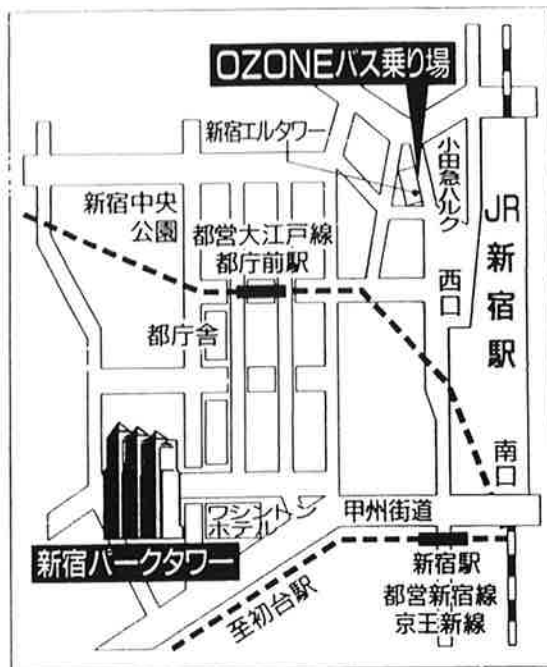 OZONEバス乗り場
新宿エルタワー
小田急ハルク
新宿中央
公園
都営大江戸線
都庁前駅
JR新宿駅
西口
都庁舎
南口
ワシントン
ホテル
甲州街道
新宿パークタワー
新宿駅
都営新宿線
京王新線
至初台駅